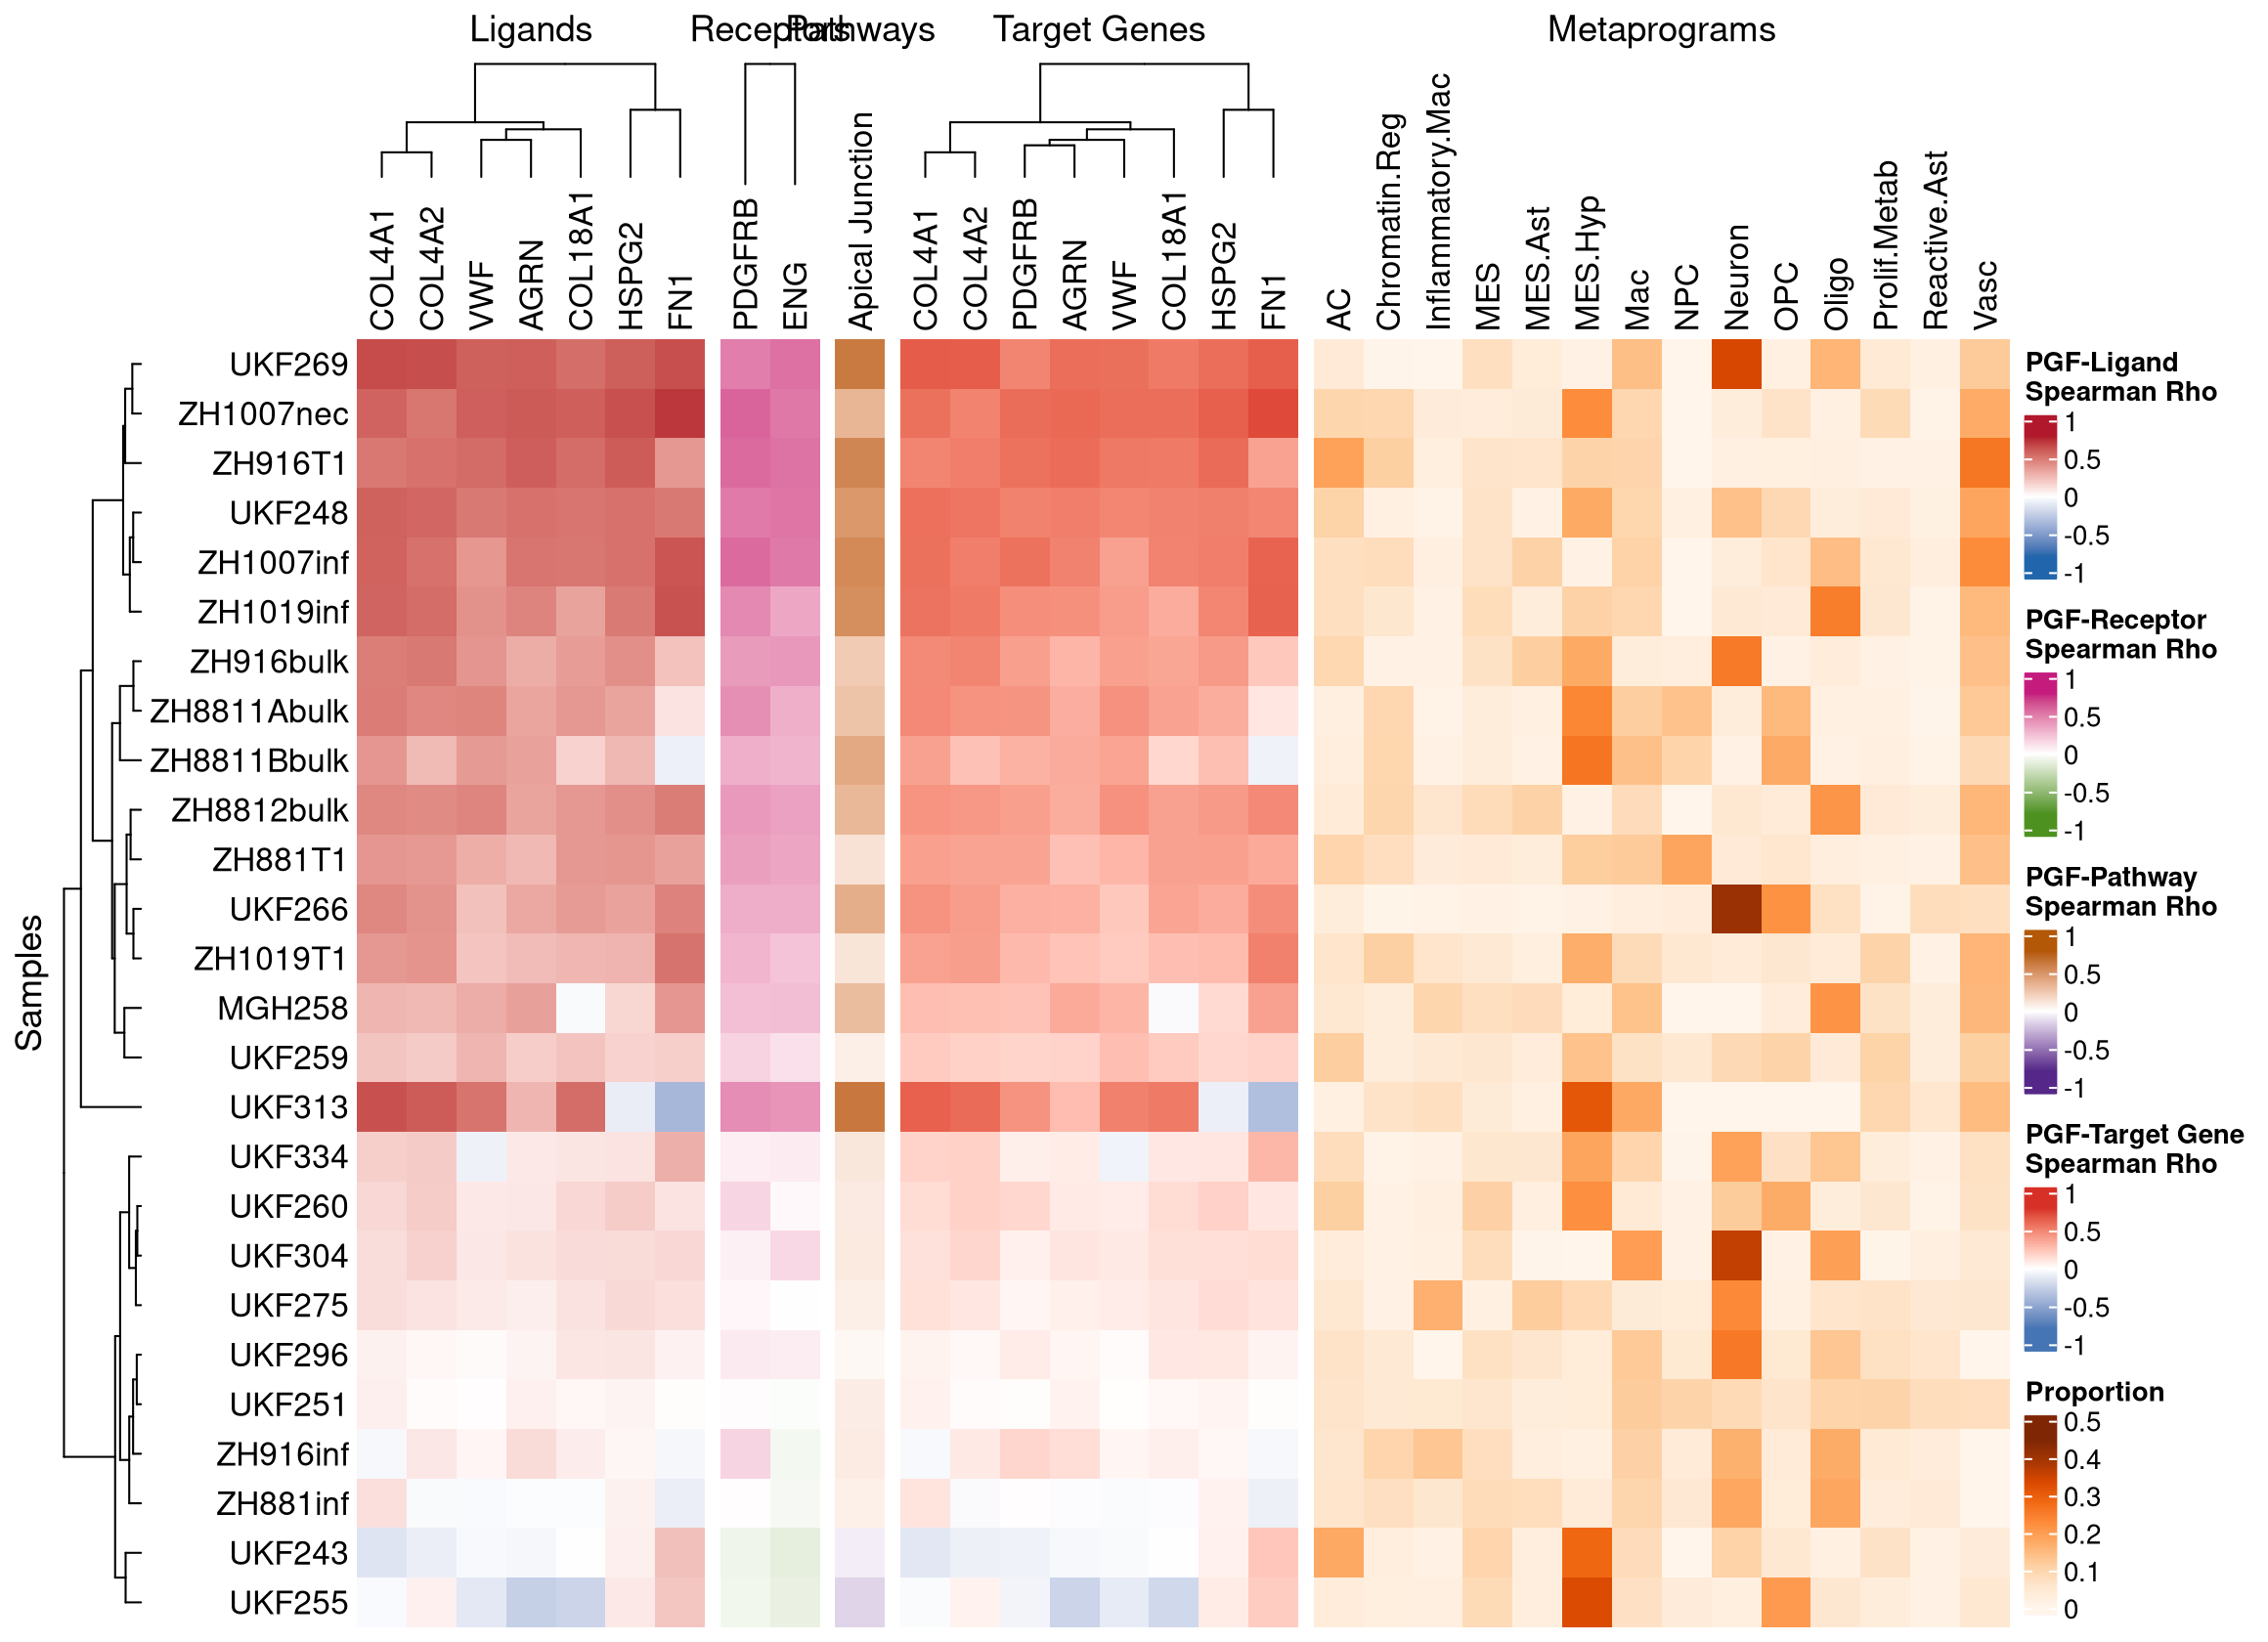 Ligands
Receptors
Pathways
Target Genes
Metaprograms
COL4A1
COL4A2
VWF
AGRN
COL18A1
HSPG2
FN1
PDGFRB
ENG
Apical Junction
COL4A1
COL4A2
PDGFRB
AGRN
VWF
COL18A1
HSPG2
FN1
AC
Chromatin.Reg
Inflammatory.Mac
MES
MES.Ast
MES.Hyp
Mac
NPC
Neuron
OPC
Oligo
Prolif.Metab
Reactive.Ast
Vasc
Samples
UKF269
ZH1007nec
ZH916T1
UKF248
ZH1007inf
ZH1019inf
ZH916bulk
ZH8811Abulk
ZH8811Bbulk
ZH8812bulk
ZH881T1
UKF266
ZH1019T1
MGH258
UKF259
UKF313
UKF334
UKF260
UKF304
UKF275
UKF296
UKF251
ZH916inf
ZH881inf
UKF243
UKF255
PGF-Ligand
Spearman Rho
1
0.5
0
-0.5
-1
PGF-Receptor
Spearman Rho
1
0.5
0
-0.5
-1
PGF-Pathway
Spearman Rho
1
0.5
0
-0.5
-1
PGF-Target Gene
Spearman Rho
1
0.5
0
-0.5
-1
Proportion
0.5
0.4
0.3
0.2
0.1
0